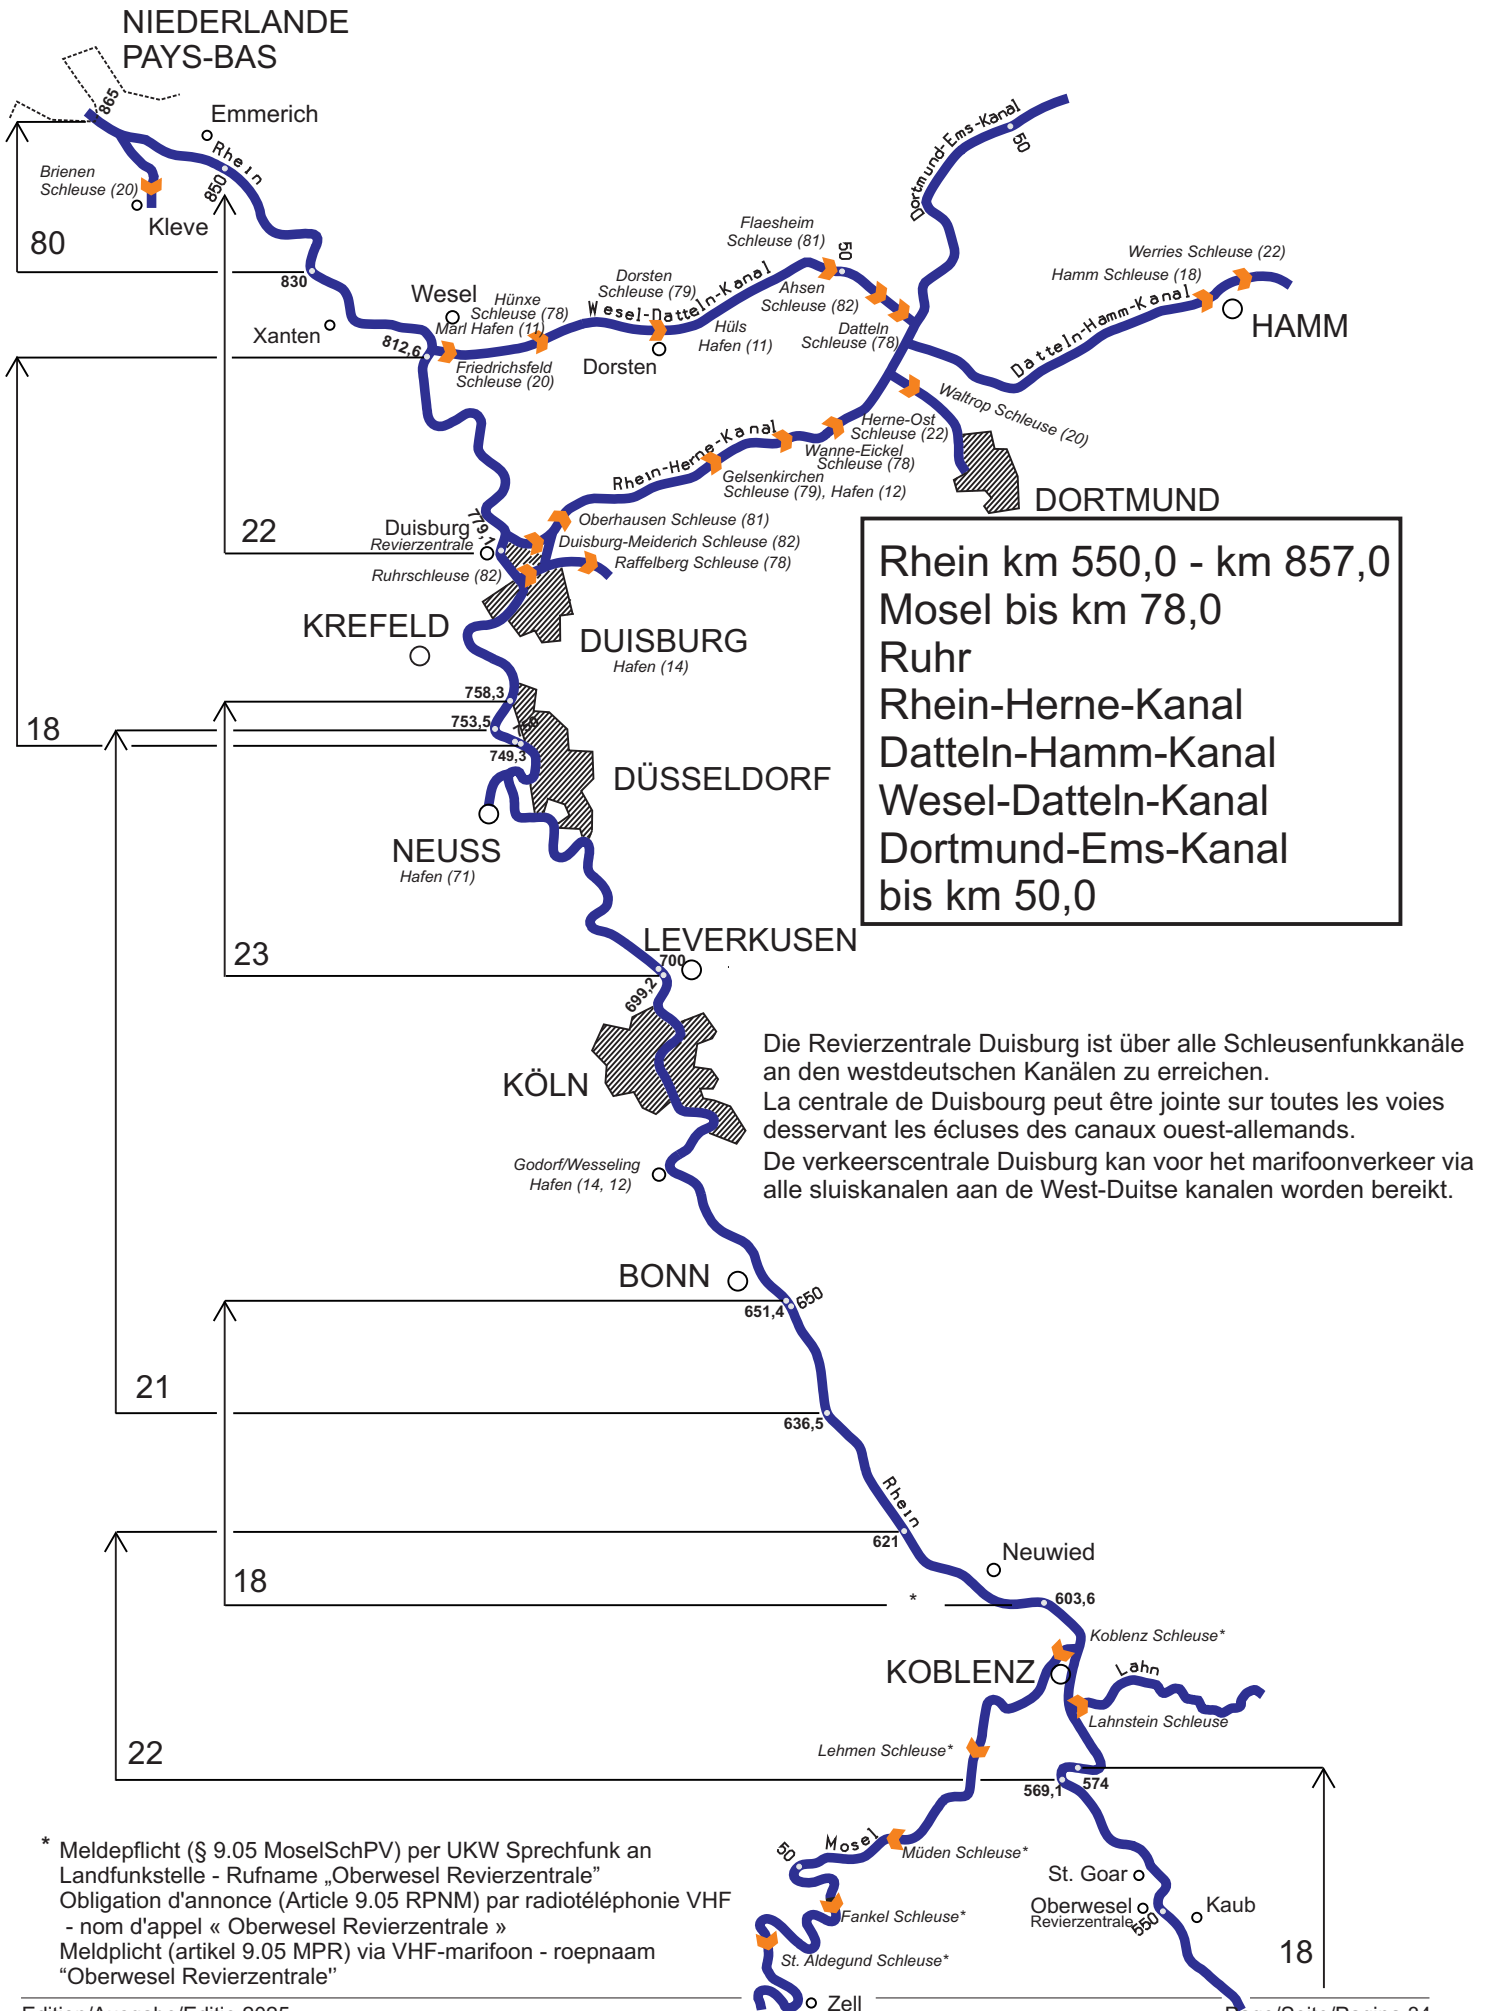 NIEDERLANDE
PAYS-BAS
865
Emmerich
Rhein
850
Brienen
Schleuse (20)
Kleve
80
830
Xanten
Wesel
812,6
Hünxe
Schleuse (78)
Marl Hafen (11)
Friedrichsfeld
Schleuse (20)
Dorsten
Schleuse (79)
Wesel-Datteln-Kanal
Dorsten
Hüls
Hafen (11)
Flaesheim
Schleuse (81)
50
Ahsen
Schleuse (82)
Datteln
Schleuse (78)
Dortmund-Ems-Kanal
50
Werries Schleuse (22)
Hamm Schleuse (18)
Datteln-Hamm-Kanal
HAMM
Waltrop Schleuse (20)
Herne-Ost
Schleuse (22)
Wanne-Eickel
Schleuse (78)
Rhein-Herne-Kanal
Gelsenkirchen
Schleuse (79), Hafen (12)
DORTMUND
22
Duisburg
Revierzentrale
779,1
Oberhausen Schleuse (81)
Duisburg-Meiderich Schleuse (82)
Raffelberg Schleuse (78)
Ruhrschleuse (82)
KREFELD
DUISBURG
Hafen (14)
Rhein km 550,0 - km 857,0
Mosel bis km 78,0
Ruhr
Rhein-Herne-Kanal
Datteln-Hamm-Kanal
Wesel-Datteln-Kanal
Dortmund-Ems-Kanal
bis km 50,0
18
758,3
753,5
750
749,3
DÜSSELDORF
NEUSS
Hafen (71)
23
LEVERKUSEN
700
699,2
KÖLN
Die Revierzentrale Duisburg ist über alle Schleusenfunkkanäle
an den westdeutschen Kanälen zu erreichen.
La centrale de Duisbourg peut être jointe sur toutes les voies
desservant les écluses des canaux ouest-allemands.
De verkeerscentrale Duisburg kan voor het marifoonverkeer via
alle sluiskanalen aan de West-Duitse kanalen worden bereikt.
Godorf/Wesseling
Hafen (14, 12)
BONN
651,4
650
21
636,5
Rhein
621
Neuwied
18
*
603,6
Koblenz Schleuse*
KOBLENZ
Lahn
Lahnstein Schleuse
Lehmen Schleuse*
22
569,1
574
Mosel
50
Müden Schleuse*
St. Goar
Oberwesel
Revierzentrale
550
Kaub
Fankel Schleuse*
St. Aldegund Schleuse*
18
Zell
* Meldepflicht (§ 9.05 MoselSchPV) per UKW Sprechfunk an
Landfunkstelle - Rufname „Oberwesel Revierzentrale”
Obligation d'annonce (Article 9.05 RPNM) par radiotéléphonie VHF
- nom d'appel « Oberwesel Revierzentrale »
Meldplicht (artikel 9.05 MPR) via VHF-marifoon - roepnaam
“Oberwesel Revierzentrale''